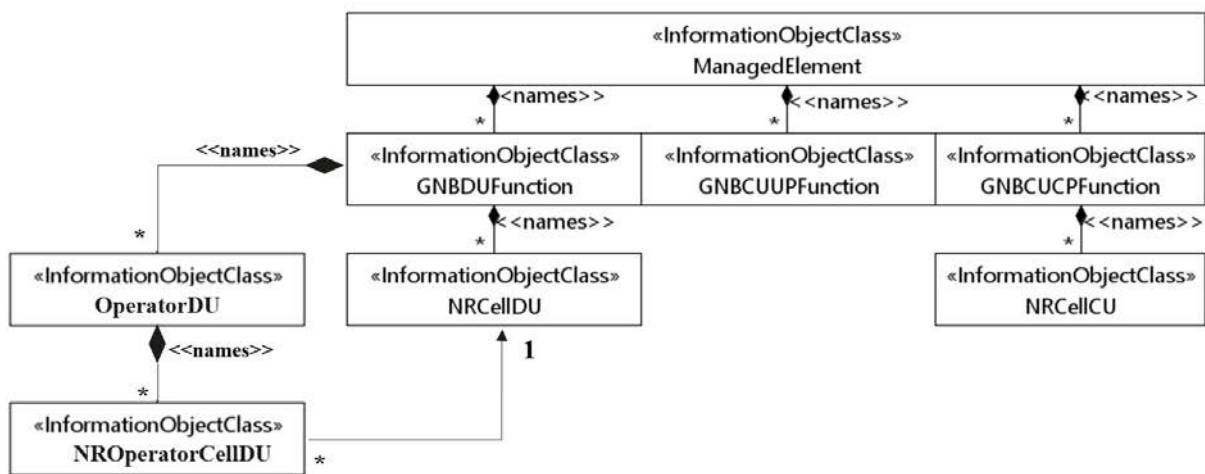 «InformationObjectClass»
ManagedElement
<<names>>
<<names>>
<<names>>
*
*
*
<<names>>
«InformationObjectClass»
GNBDUFunction
«InformationObjectClass»
GNBCUUPFunction
«InformationObjectClass»
GNBCUCPFunction
<<names>>
<<names>>
*
*
*
«InformationObjectClass»
OperatorDU
«InformationObjectClass»
NRCellDU
«InformationObjectClass»
NRCellCU
<<names>>
1
*
«InformationObjectClass»
NROperatorCellDU
*